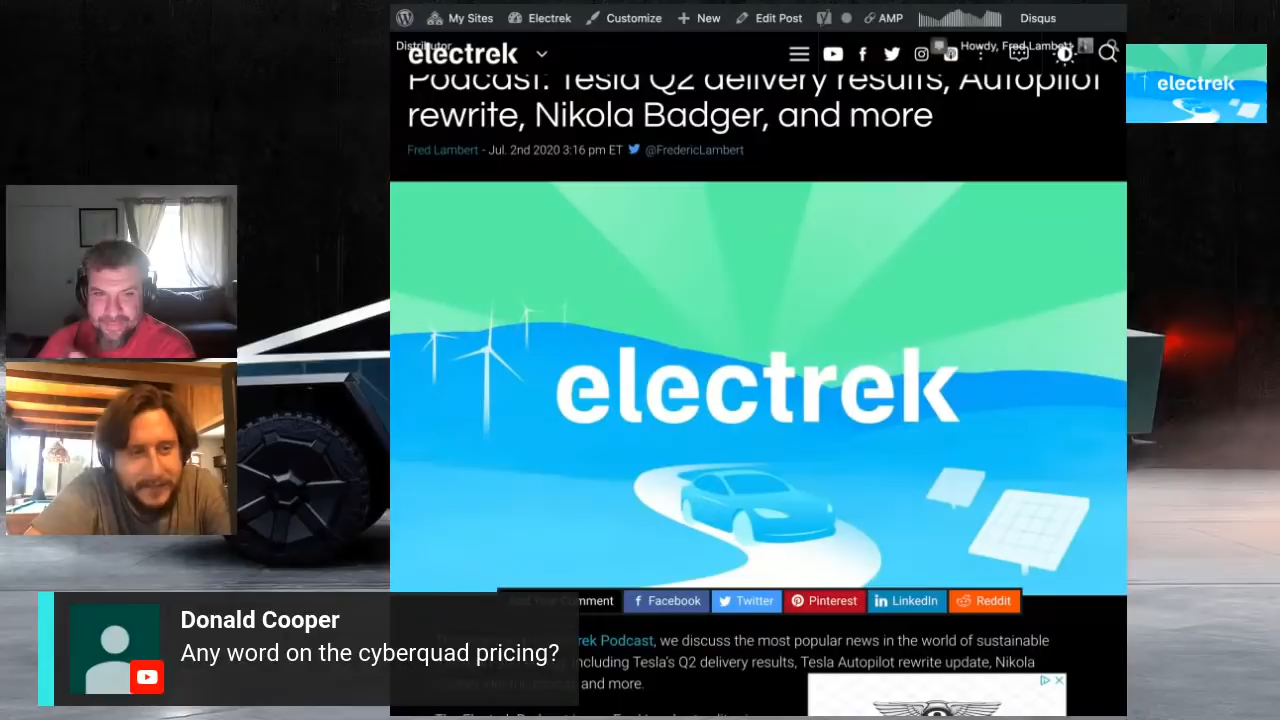 My Sites Electrek Customize New Edit Post AMP Disqus
Distributor
electrek
Howdy, Fred Lambert
electrek
Podcast: Tesla Q2 delivery results, Autopilot
rewrite, Nikola Badger, and more
Fred Lambert - Jul. 2nd 2020 3:16 pm ET @FredericLambert
electrek
Facebook Twitter Pinterest LinkedIn Reddit
rek Podcast, we discuss the most popular news in the world of sustainable
including Tesla's Q2 delivery results, Tesla Autopilot rewrite update, Nikola
and more.
Donald Cooper
Any word on the cyberquad pricing?